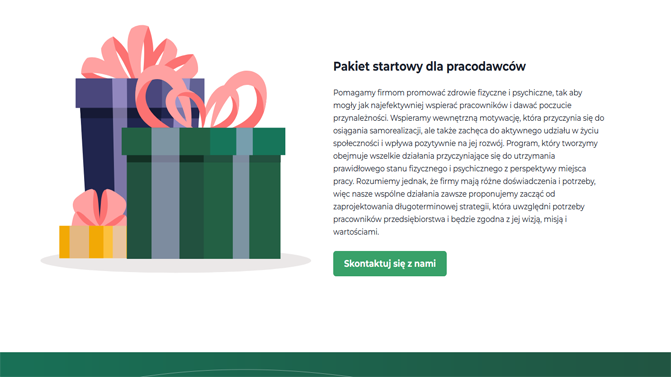 Pakiet startowy dla pracodawców
Pomagamy firmom promować zdrowie fizyczne i psychiczne, tak aby
mogły jak najefektywniej wspierać pracowników i dawać poczucie
przynależności. Wspieramy wewnętrzną motywację, która przyczynia się do
osiągania samorealizacji, ale także zachęca do aktywnego udziału w życiu
społeczności i wpływa pozytywnie na jej rozwój. Program, który tworzymy
obejmuje wszelkie działania przyczyniające się do utrzymania
prawidłowego stanu fizycznego i psychicznego z perspektywy miejsca
pracy. Rozumiemy jednak, że firmy mają różne doświadczenia i potrzeby,
więc nasze wspólne działania zawsze proponujemy zacząć od
zaprojektowania długoterminowej strategii, która uwzględni potrzeby
pracowników przedsiębiorstwa i będzie zgodna z jej wizją, misją i
wartościami.
Skontaktuj się z nami